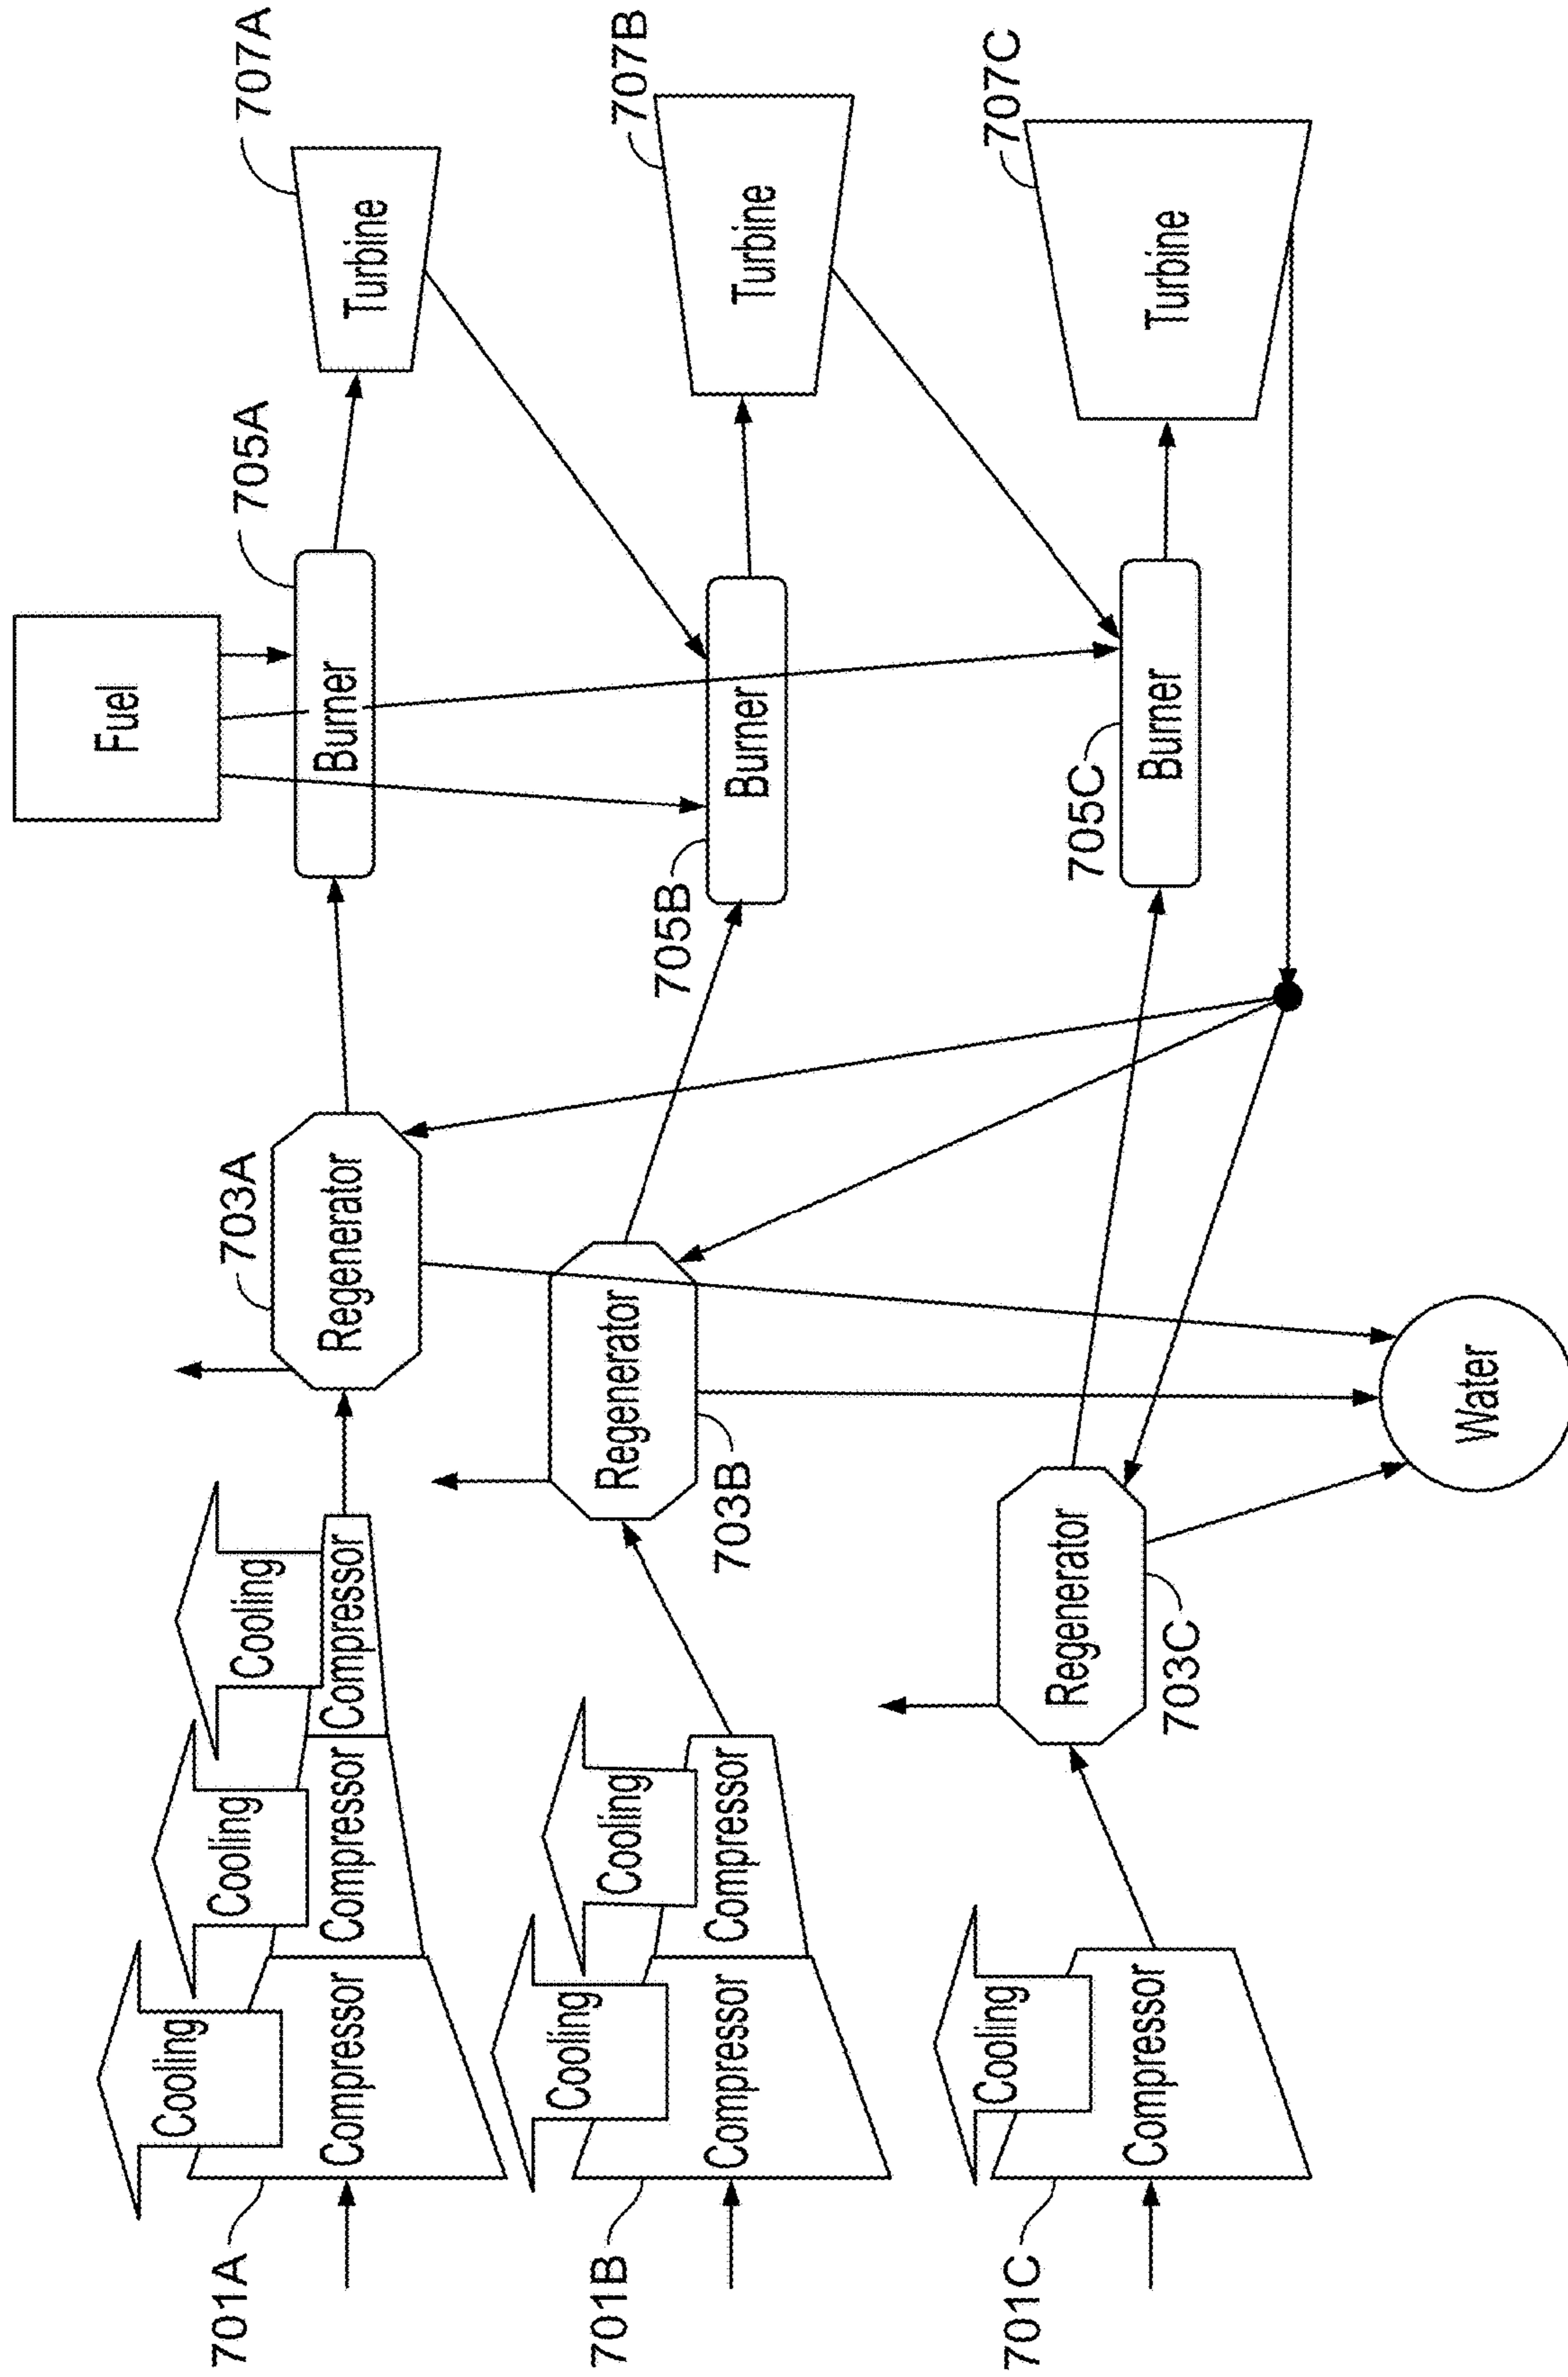 Fuel
Cooling
Cooling
Cooling
701A
703A
705A
707A
Compressor
Compressor
Compressor
Regenerator
Burner
Turbine
Cooling
Cooling
701B
703B
705B
707B
Compressor
Compressor
Regenerator
Burner
Turbine
Cooling
701C
703C
705C
707C
Compressor
Regenerator
Burner
Turbine
Water